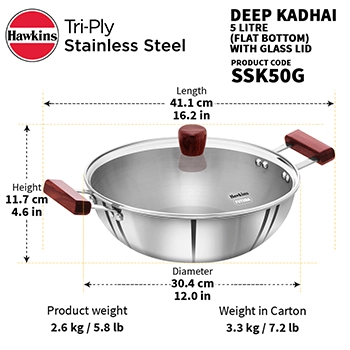 Hawkins
Tri-Ply
Stainless Steel
DEEP KADHAI
5 LITRE
(FLAT BOTTOM)
WITH GLASS LID
PRODUCT CODE
SSK50G
Length
41.1 cm
16.2 in
Height
11.7 cm
4.6 in
Hawkins
Diameter
30.4 cm
12.0 in
Product weight
2.6 kg / 5.8 lb
Weight in Carton
3.3 kg / 7.2 lb